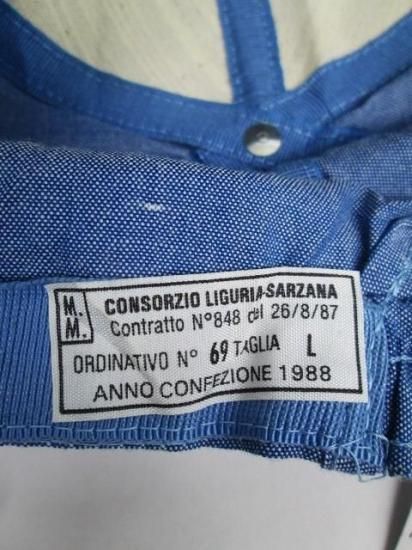 M.
M.
CONSORZIO LIGURIA-SARZANA
Contratto N°848 del 26/8/87
ORDINATIVO N° 69 TAGLIA L
ANNO CONFEZIONE 1988